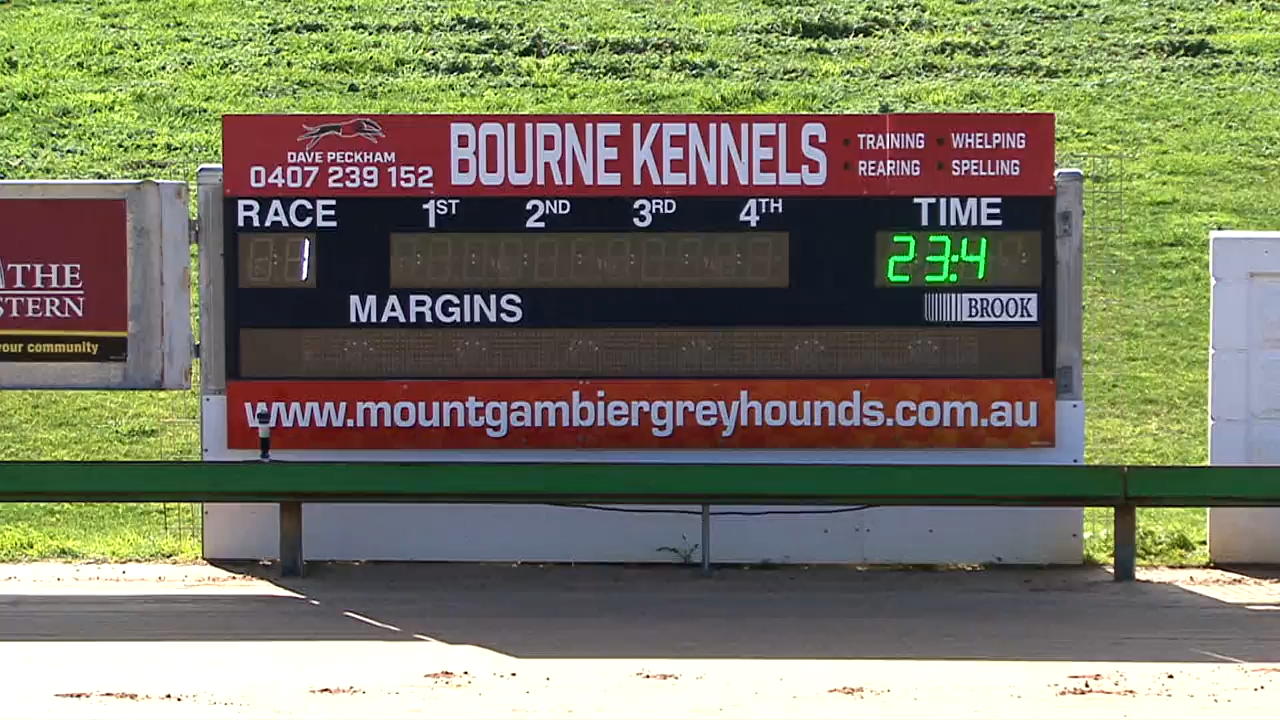 DAVE PECKHAM
0407 239 152
BOURNE KENNELS
TRAINING
WHELPING
REARING
SPELLING
RACE 1ST 2ND 3RD 4TH TIME
1 23:4
MARGINS
BROOK
www.mountgambiergreyhounds.com.au
THE
STERN
your community